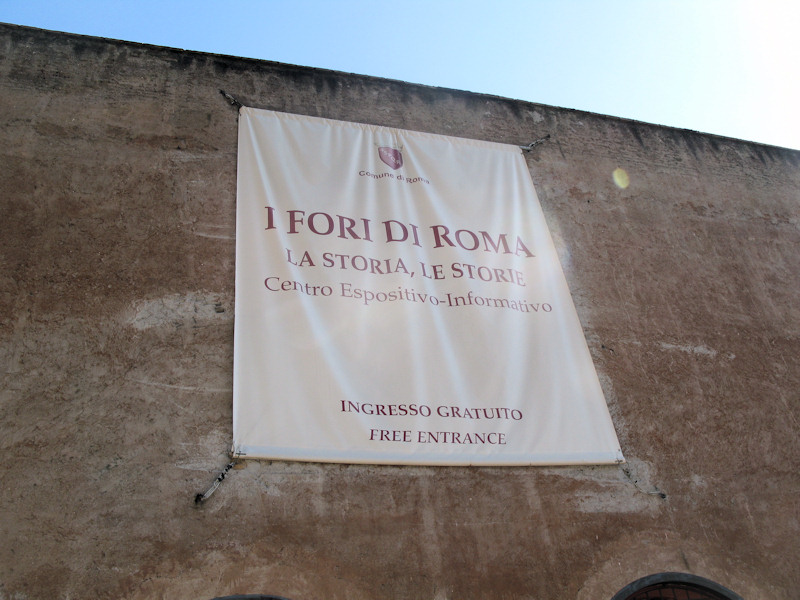 Comune di Roma
I FORI DI ROMA
LA STORIA, LE STORIE
Centro Espositivo-Informativo
INGRESSO GRATUITO
FREE ENTRANCE